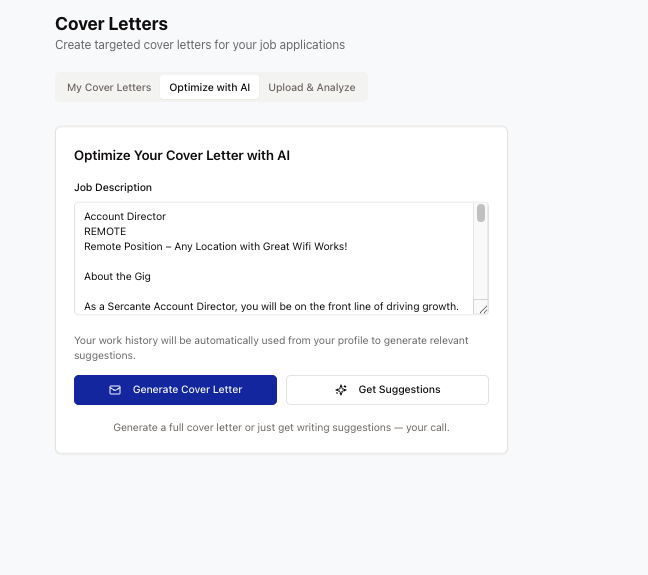 Cover Letters
Create targeted cover letters for your job applications
My Cover Letters
Optimize with AI
Upload & Analyze
Optimize Your Cover Letter with AI
Job Description
Account Director
REMOTE
Remote Position – Any Location with Great Wifi Works!
About the Gig
As a Sercante Account Director, you will be on the front line of driving growth.
Your work history will be automatically used from your profile to generate relevant
suggestions.
Generate Cover Letter
Get Suggestions
Generate a full cover letter or just get writing suggestions — your call.